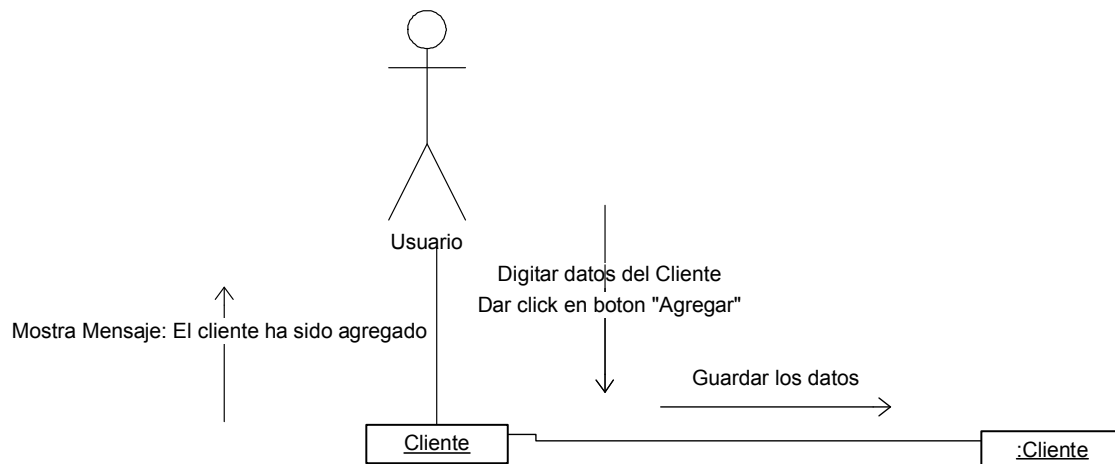 Usuario
Digitar datos del Cliente
Dar click en boton "Agregar"
Mostra Mensaje: El cliente ha sido agregado
Guardar los datos
Cliente
:Cliente